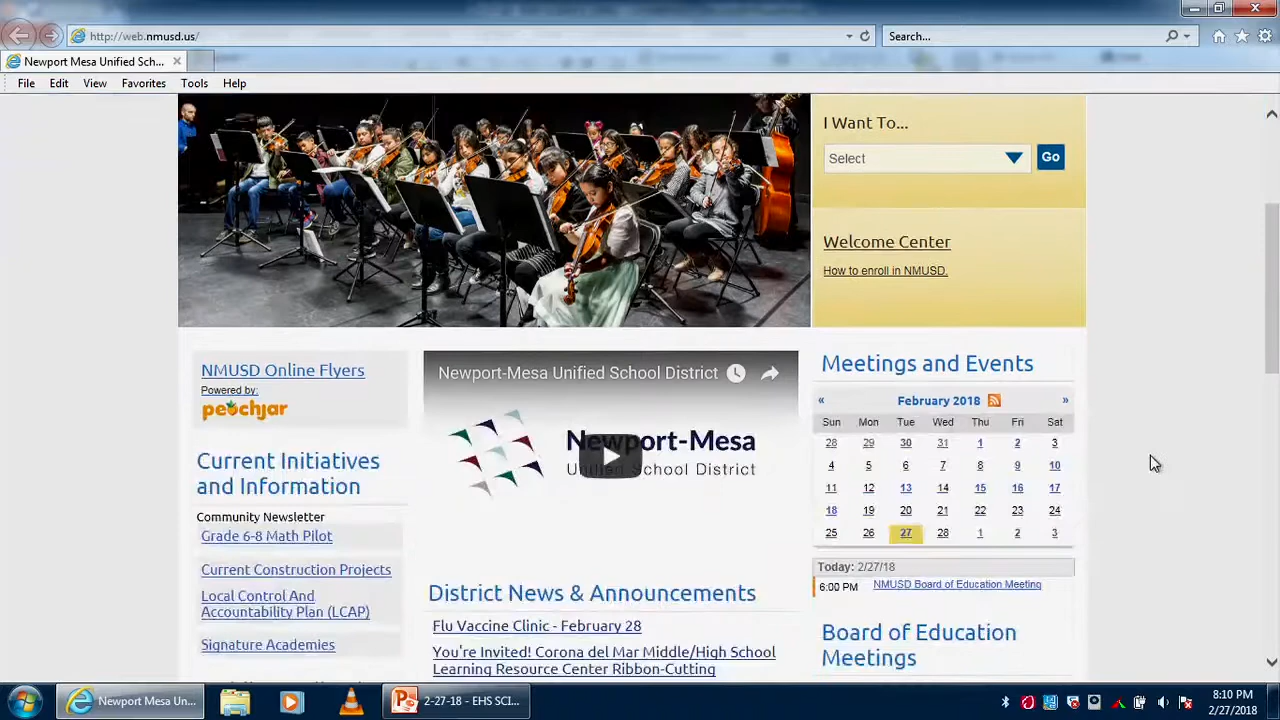 http://web.nmusd.us/
Search...
Newport Mesa Unified Sch...
File Edit View Favorites Tools Help
I Want To...
Select
Go
Welcome Center
How to enroll in NMUSD.
NMUSD Online Flyers
Powered by:
peachjar
Current Initiatives
and Information
Community Newsletter
Grade 6-8 Math Pilot
Current Construction Projects
Local Control And
Accountability Plan (LCAP)
Signature Academies
Newport-Mesa Unified School District
Newport-Mesa
Unified School District
District News & Announcements
Flu Vaccine Clinic - February 28
You're Invited! Corona del Mar Middle/High School
Learning Resource Center Ribbon-Cutting
Meetings and Events
« February 2018 »
Sun Mon Tue Wed Thu Fri Sat
28 29 30 31 1 2 3
4 5 6 7 8 9 10
11 12 13 14 15 16 17
18 19 20 21 22 23 24
25 26 27 28 1 2 3
Today: 2/27/18
6:00 PM NMUSD Board of Education Meeting
Board of Education
Meetings
Newport Mesa Un...
2-27-18 - EHS SCI...
8:10 PM
2/27/2018